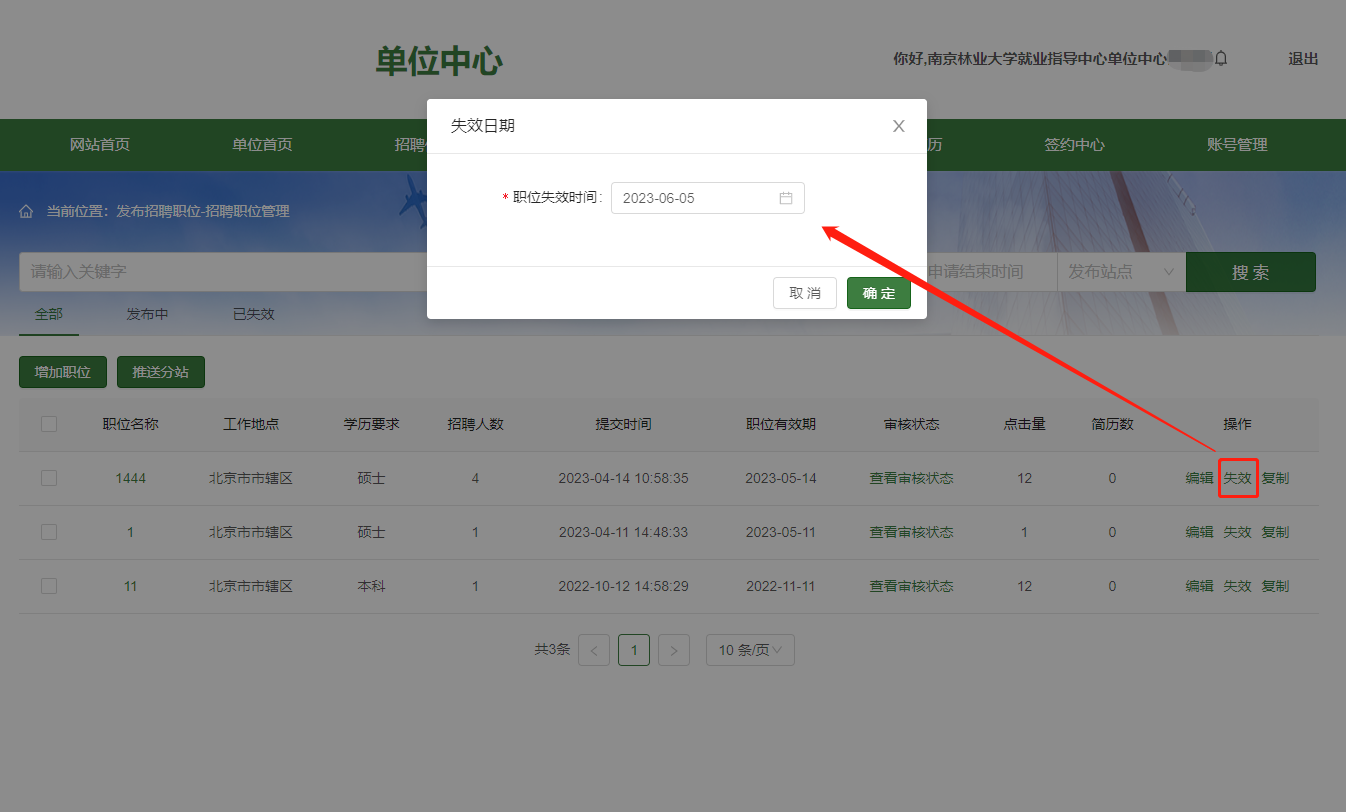 单位中心
你好,南京林业大学就业指导中心单位中心
退出
网站首页 单位首页 招聘 历 签约中心 账号管理
失效日期
* 职位失效时间: 2023-06-05
取 消 确 定
当前位置：发布招聘职位-招聘职位管理
请输入关键字 申请结束时间 发布站点 搜 索
全部 发布中 已失效
增加职位 推送分站
职位名称 工作地点 学历要求 招聘人数 提交时间 职位有效期 审核状态 点击量 简历数 操作
1444 北京市市辖区 硕士 4 2023-04-14 10:58:35 2023-05-14 查看审核状态 12 0 编辑 失效 复制
1 北京市市辖区 硕士 1 2023-04-11 14:48:33 2023-05-11 查看审核状态 1 0 编辑 失效 复制
11 北京市市辖区 本科 1 2022-10-12 14:58:29 2022-11-11 查看审核状态 12 0 编辑 失效 复制
共3条 < 1 > 10 条/页